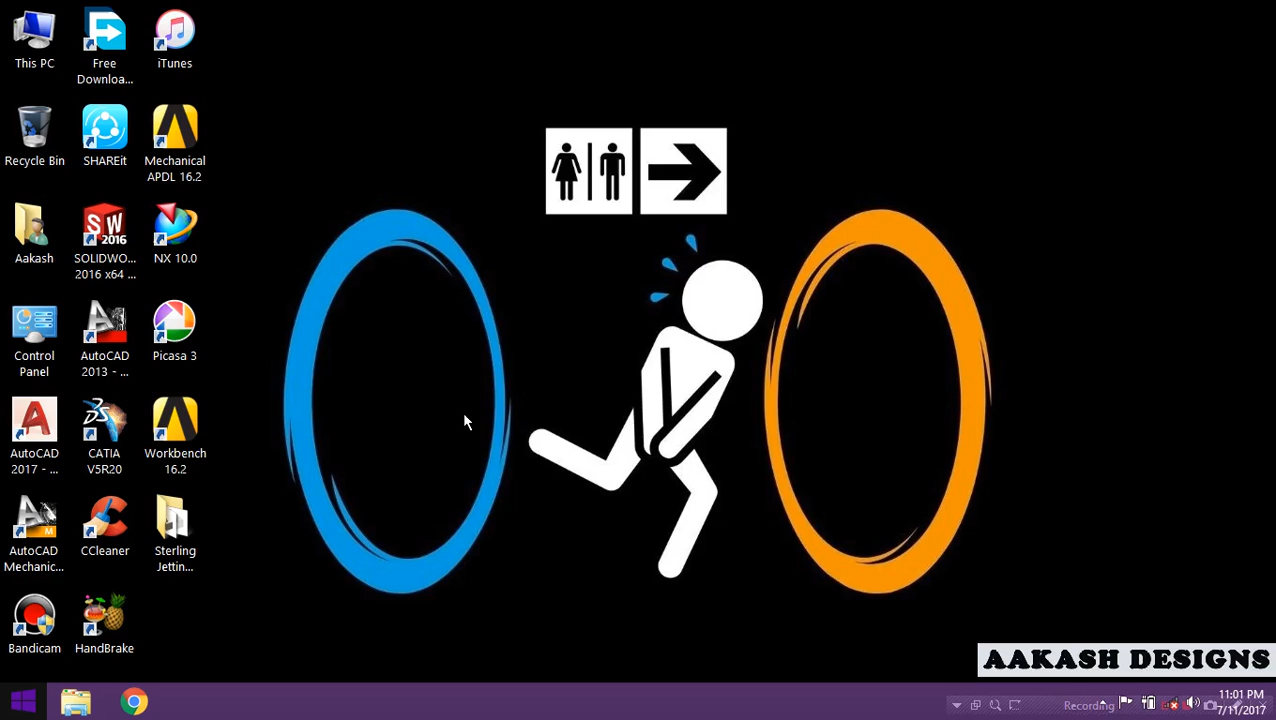 This PC
Free
Downloa...
iTunes
Recycle Bin
SHAREit
Mechanical
APDL 16.2
Aakash
SW
2016
SOLIDWO...
2016 x64 ...
NX 10.0
Control
Panel
AutoCAD
2013 - ...
Picasa 3
AutoCAD
2017 - ...
CATIA
V5R20
Workbench
16.2
M
AutoCAD
Mechanic...
CCleaner
Sterling
Jettin...
Bandicam
HandBrake
AAKASH DESIGNS
Recording
11:01 PM
7/11/2017